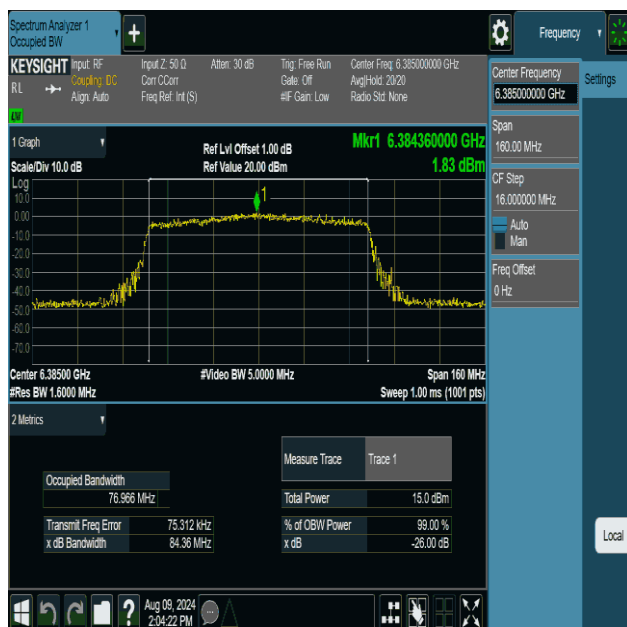 Spectrum Analyzer 1
Occupied BW
Frequency
KEYSIGHT
RL
LW
Input: RF
Coupling: DC
Align: Auto
Input Z: 50 Ω
Corr CCorr
Freq Ref: Int (S)
Atten: 30 dB
Trig: Free Run
Gate: Off
#IF Gain: Low
Center Freq: 6.385000000 GHz
Avg|Hold: 20/20
Radio Std: None
Center Frequency
6.385000000 GHz
Settings
Span
160.00 MHz
CF Step
16.000000 MHz
Auto
Man
Freq Offset
0 Hz
Local
1 Graph
Scale/Div 10.0 dB
Ref Lvl Offset 1.00 dB
Ref Value 20.00 dBm
Mkr1 6.384360000 GHz
1.83 dBm
Log
1
10.0
0.00
-10.0
-20.0
-30.0
-40.0
-50.0
-60.0
-70.0
Center 6.38500 GHz
#Res BW 1.6000 MHz
#Video BW 5.0000 MHz
Span 160 MHz
Sweep 1.00 ms (1001 pts)
2 Metrics
Measure Trace Trace 1
Occupied Bandwidth
76.966 MHz
Total Power 15.0 dBm
Transmit Freq Error 75.312 kHz
% of OBW Power 99.00 %
x dB Bandwidth 84.36 MHz
x dB -26.00 dB
Aug 09, 2024
2:04:22 PM